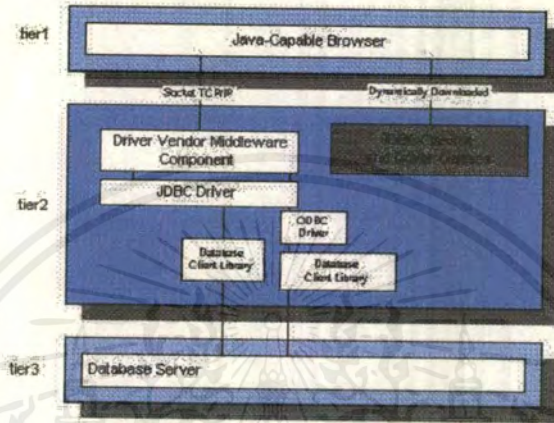 tier1
Java-Capable Browser
Socket TCP/IP
Dynamically Downloaded
Driver Vendor Middleware
Component
JDBC Driver
tier2
ODBC
Driver
Database
Client Library
Database
Client Library
tier3
Database Server